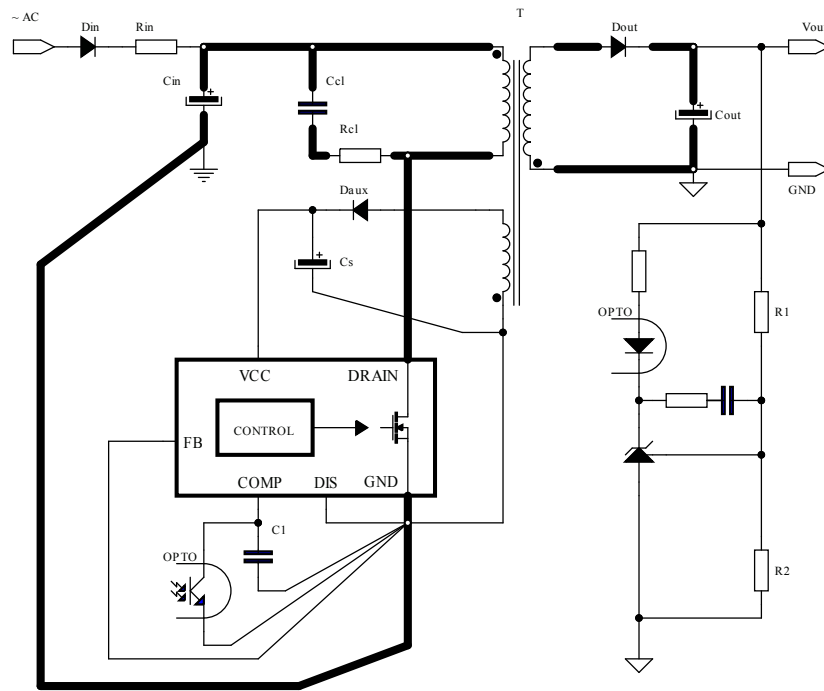 ~ AC
Din
Rin
T
Dout
Vou
Cin
+
Ccl
Rcl
+
Cout
GND
Daux
+
Cs
OPTO
R1
VCC
DRAIN
CONTROL
FB
COMP
DIS
GND
C1
OPTO
R2